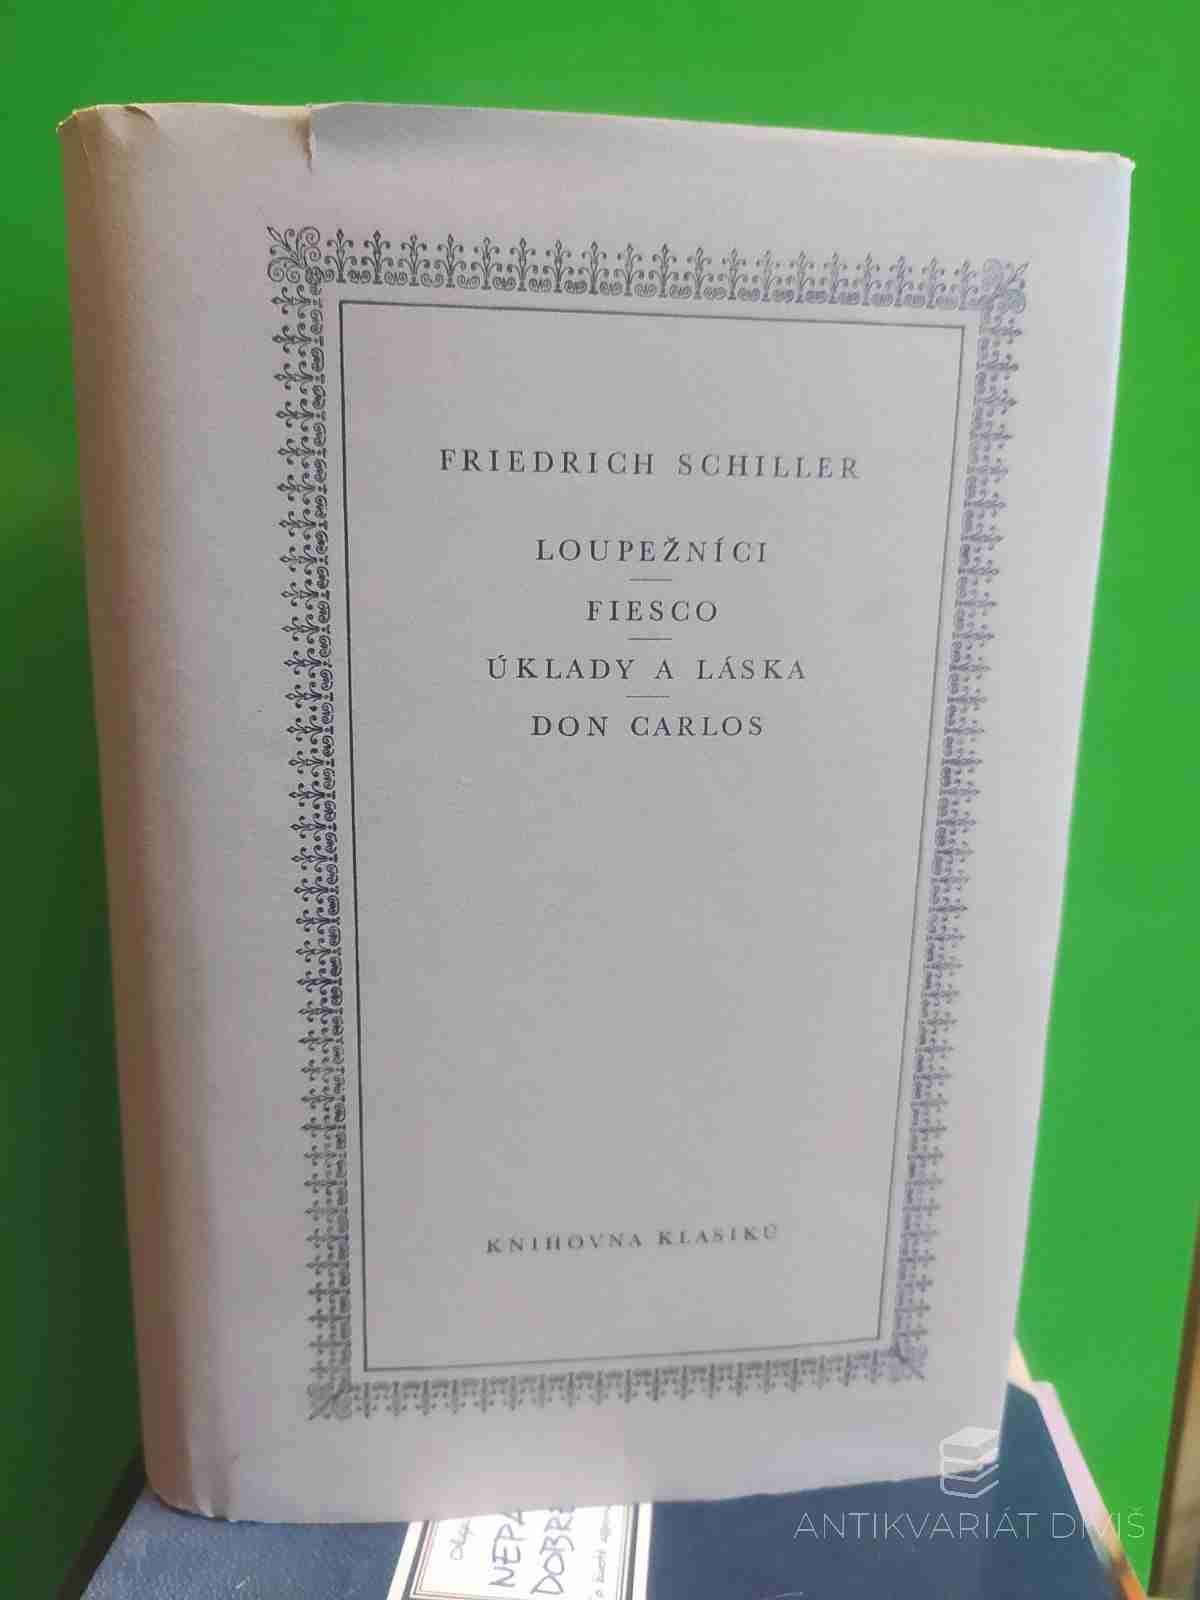 FRIEDRICH SCHILLER
LOUPEŽNÍCI
FIESCO
ÚKLADY A LÁSKA
DON CARLOS
KNIHOVNA KLASIKŮ
ANTIKVARIÁT DIVIŠ